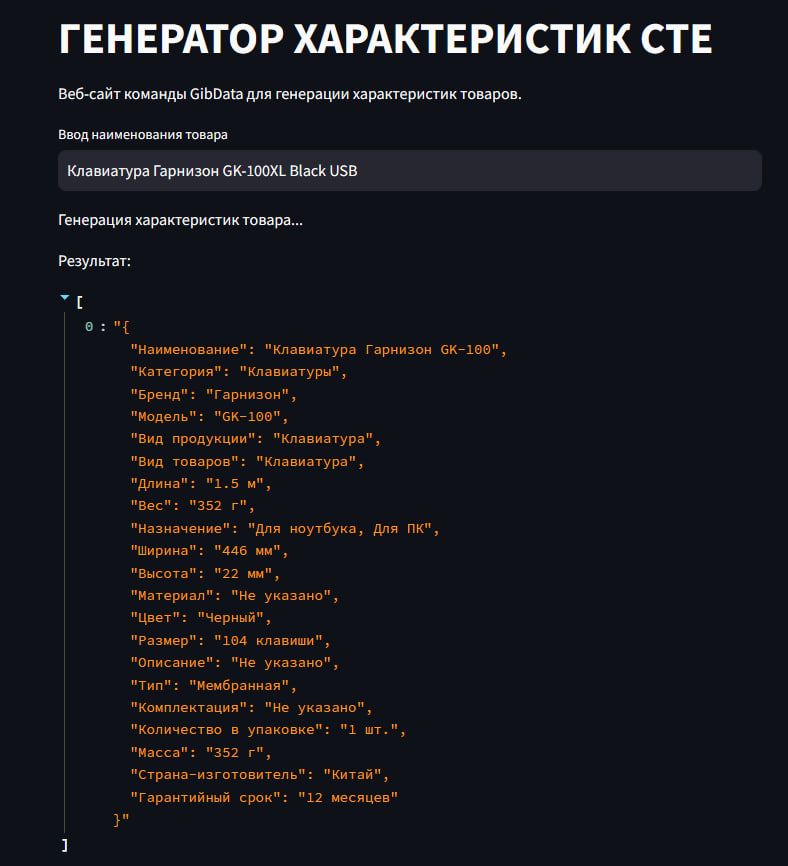 ГЕНЕРАТОР ХАРАКТЕРИСТИК СТЕ
Веб-сайт команды GibData для генерации характеристик товаров.
Ввод наименования товара
Клавиатура Гарнизон GK-100XL Black USB
Генерация характеристик товара...
Результат:
[
0 : "{
"Наименование": "Клавиатура Гарнизон GK-100",
"Категория": "Клавиатуры",
"Бренд": "Гарнизон",
"Модель": "GK-100",
"Вид продукции": "Клавиатура",
"Вид товаров": "Клавиатура",
"Длина": "1.5 м",
"Вес": "352 г",
"Назначение": "Для ноутбука, Для ПК",
"Ширина": "446 мм",
"Высота": "22 мм",
"Материал": "Не указано",
"Цвет": "Черный",
"Размер": "104 клавиши",
"Описание": "Не указано",
"Тип": "Мембранная",
"Комплектация": "Не указано",
"Количество в упаковке": "1 шт.",
"Масса": "352 г",
"Страна-изготовитель": "Китай",
"Гарантийный срок": "12 месяцев"
}"
]